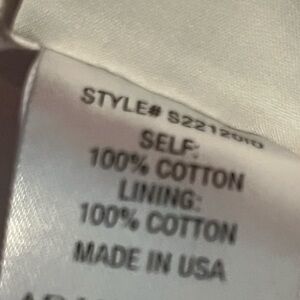 STYLE#
SELF:
100% COTTON
LINING:
100% COTTON
MADE IN USA